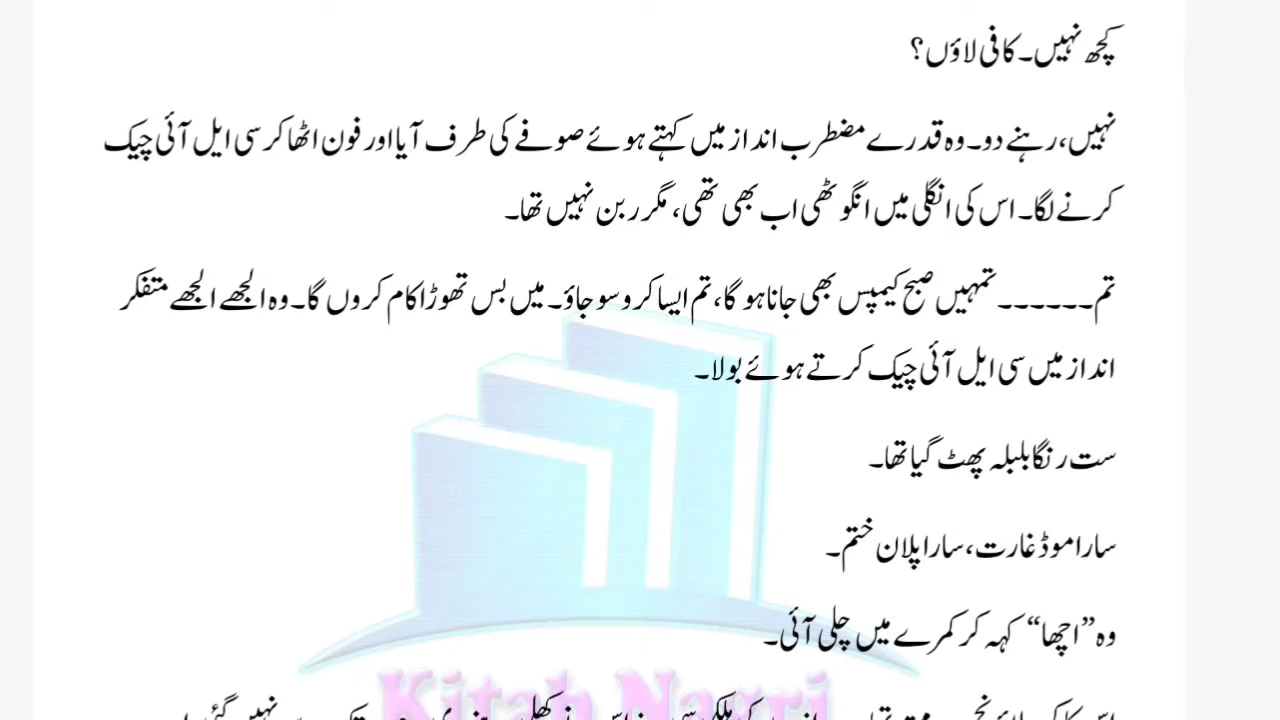 کچھ نہیں۔ کافی لاؤں؟
نہیں، رہنے دو۔ وہ قدرے مضطرب انداز میں کہتے ہوئے صوفے کی طرف آیا اور فون اٹھا کر سی ایل آئی چیک
کرنے لگا۔ اس کی انگلی میں انگوٹھی اب بھی تھی، مگر ربن نہیں تھا۔
تم۔۔۔۔۔۔ تمہیں صبح کیمپس بھی جانا ہو گا، تم ایسا کرو سو جاؤ۔ میں بس تھوڑا کام کروں گا۔ وہ الجھے الجھے متفکر
انداز میں سی ایل آئی چیک کرتے ہوئے بولا۔
ست رنگا بلبلہ پھٹ گیا تھا۔
سارا موڈ غارت، سارا پلان ختم۔
وہ ”اچھا“ کہہ کر کمرے میں چلی آئی۔
Kitab Nagri